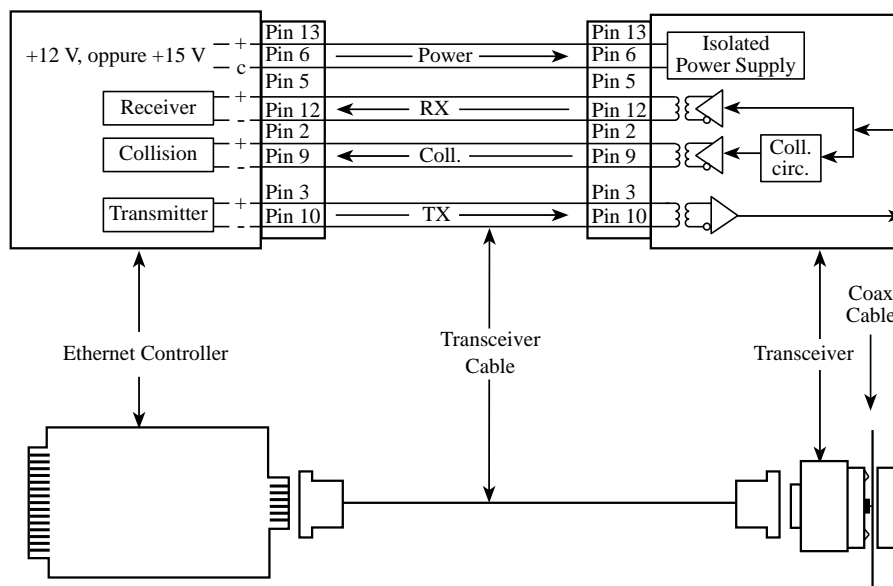 Pin 13
+12 V, oppure +15 V
+
c
Pin 6
Power
Pin 5
Receiver
+
-
Pin 12
RX
Pin 2
Collision
+
-
Pin 9
Coll.
Pin 3
Transmitter
+
-
Pin 10
TX
Pin 13
Pin 6
Isolated
Power Supply
Pin 5
Pin 12
Pin 2
Pin 9
Coll.
circ.
Pin 3
Pin 10
Ethernet Controller
Transceiver
Cable
Transceiver
Coax
Cable